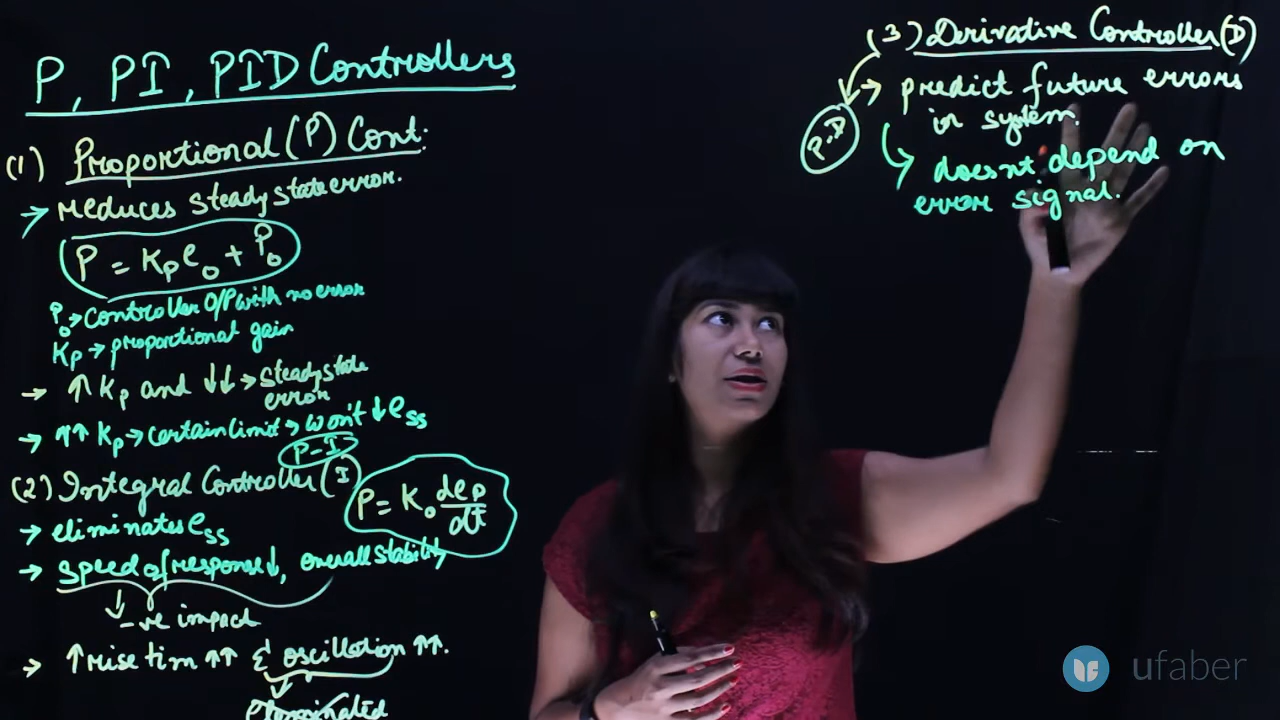 P, PI, PID Controllers
(1) Proportional (P) Cont:
→ reduces steady state error.
P = Kp e₀ + P₀
P₀ → Controller O/P with no error
Kp → proportional gain
→ ↑ Kp and ↓↓ → steady state
error
→ ↑↑ Kp → certain limit → won't ↓ ess
P-I
(2) Integral Controller (I)
P = K₀ dep/dt
→ eliminates ess
→ speed of response ↓, overall stability
↓ -ve impact
→ ↑ rise tim ↑↑ & oscillation ↑↑.
Eleminated
(3) Derivative Controller (D)
→ predict future errors
in system.
P-D
↳ doesnt depend on
error signal.
ufaber